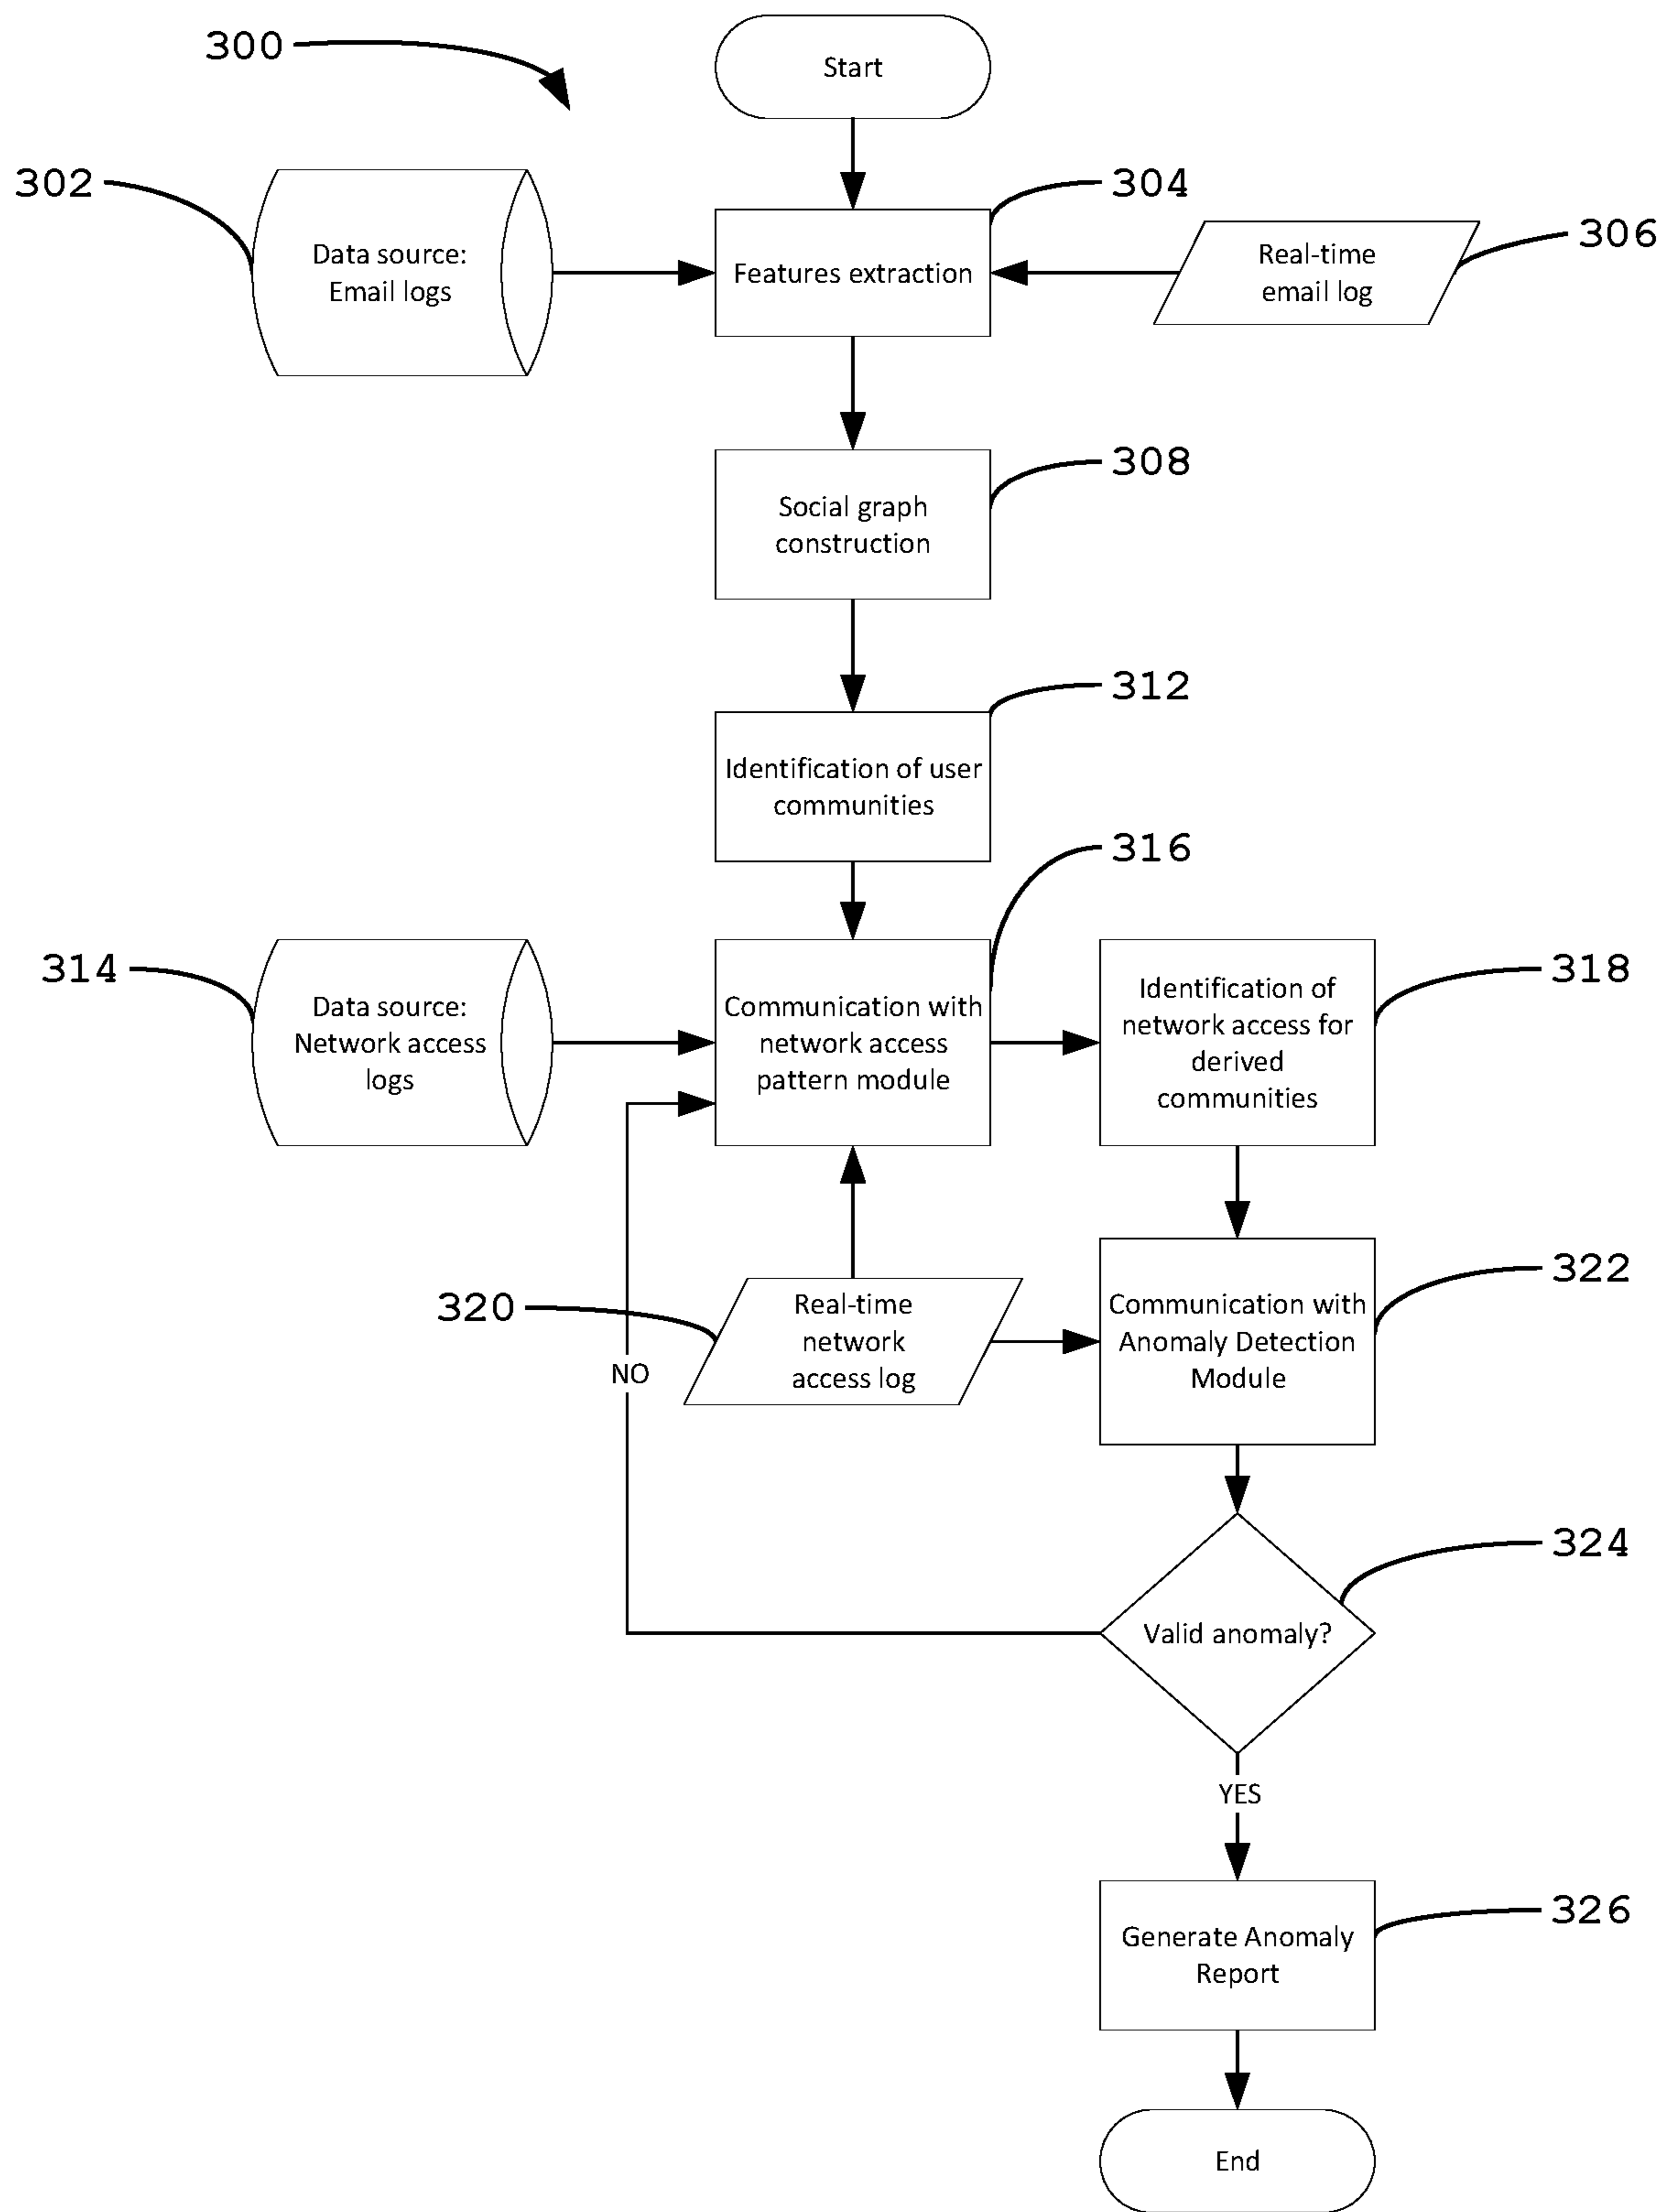 300
Start
302
304
306
Data source:
Email logs
Features extraction
Real-time
email log
308
Social graph
construction
312
Identification of user
communities
316
314
318
Data source:
Network access
logs
Communication with
network access
pattern module
Identification of
network access for
derived
communities
320
Real-time
network
access log
322
Communication with
Anomaly Detection
Module
NO
324
Valid anomaly?
YES
326
Generate Anomaly
Report
End